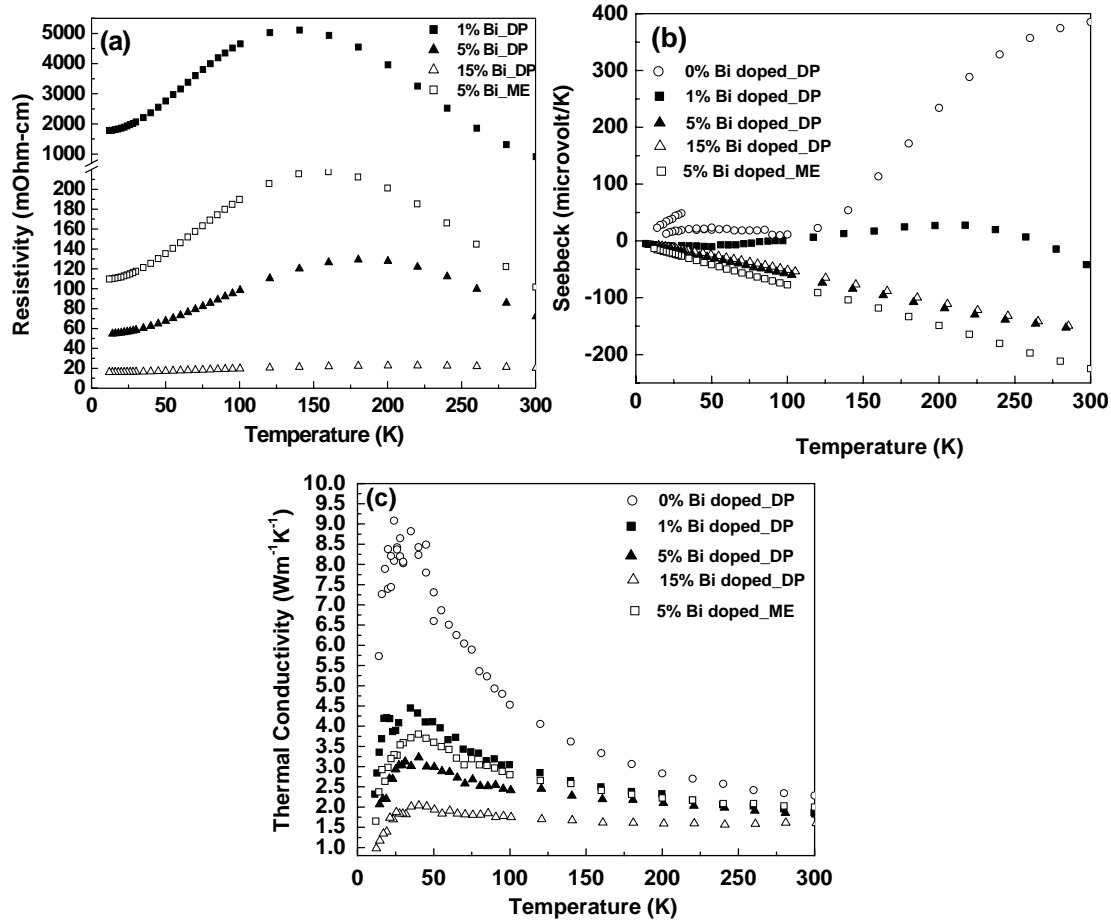 (a)
1% Bi_DP
5% Bi_DP
15% Bi_DP
5% Bi_ME
Resistivity (mOhm-cm)
5000
4000
3000
2000
1000
200
180
160
140
120
100
80
60
40
20
0
0 50 100 150 200 250 300
Temperature (K)
(b)
0% Bi doped_DP
1% Bi doped_DP
5% Bi doped_DP
15% Bi doped_DP
5% Bi doped_ME
Seebeck (microvolt/K)
400
300
200
100
0
-100
-200
0 50 100 150 200 250 300
Temperature (K)
(c)
0% Bi doped_DP
1% Bi doped_DP
5% Bi doped_DP
15% Bi doped_DP
5% Bi doped_ME
Thermal Conductivity (Wm⁻¹K⁻¹)
10.0
9.5
9.0
8.5
8.0
7.5
7.0
6.5
6.0
5.5
5.0
4.5
4.0
3.5
3.0
2.5
2.0
1.5
1.0
0 50 100 150 200 250 300
Temperature (K)